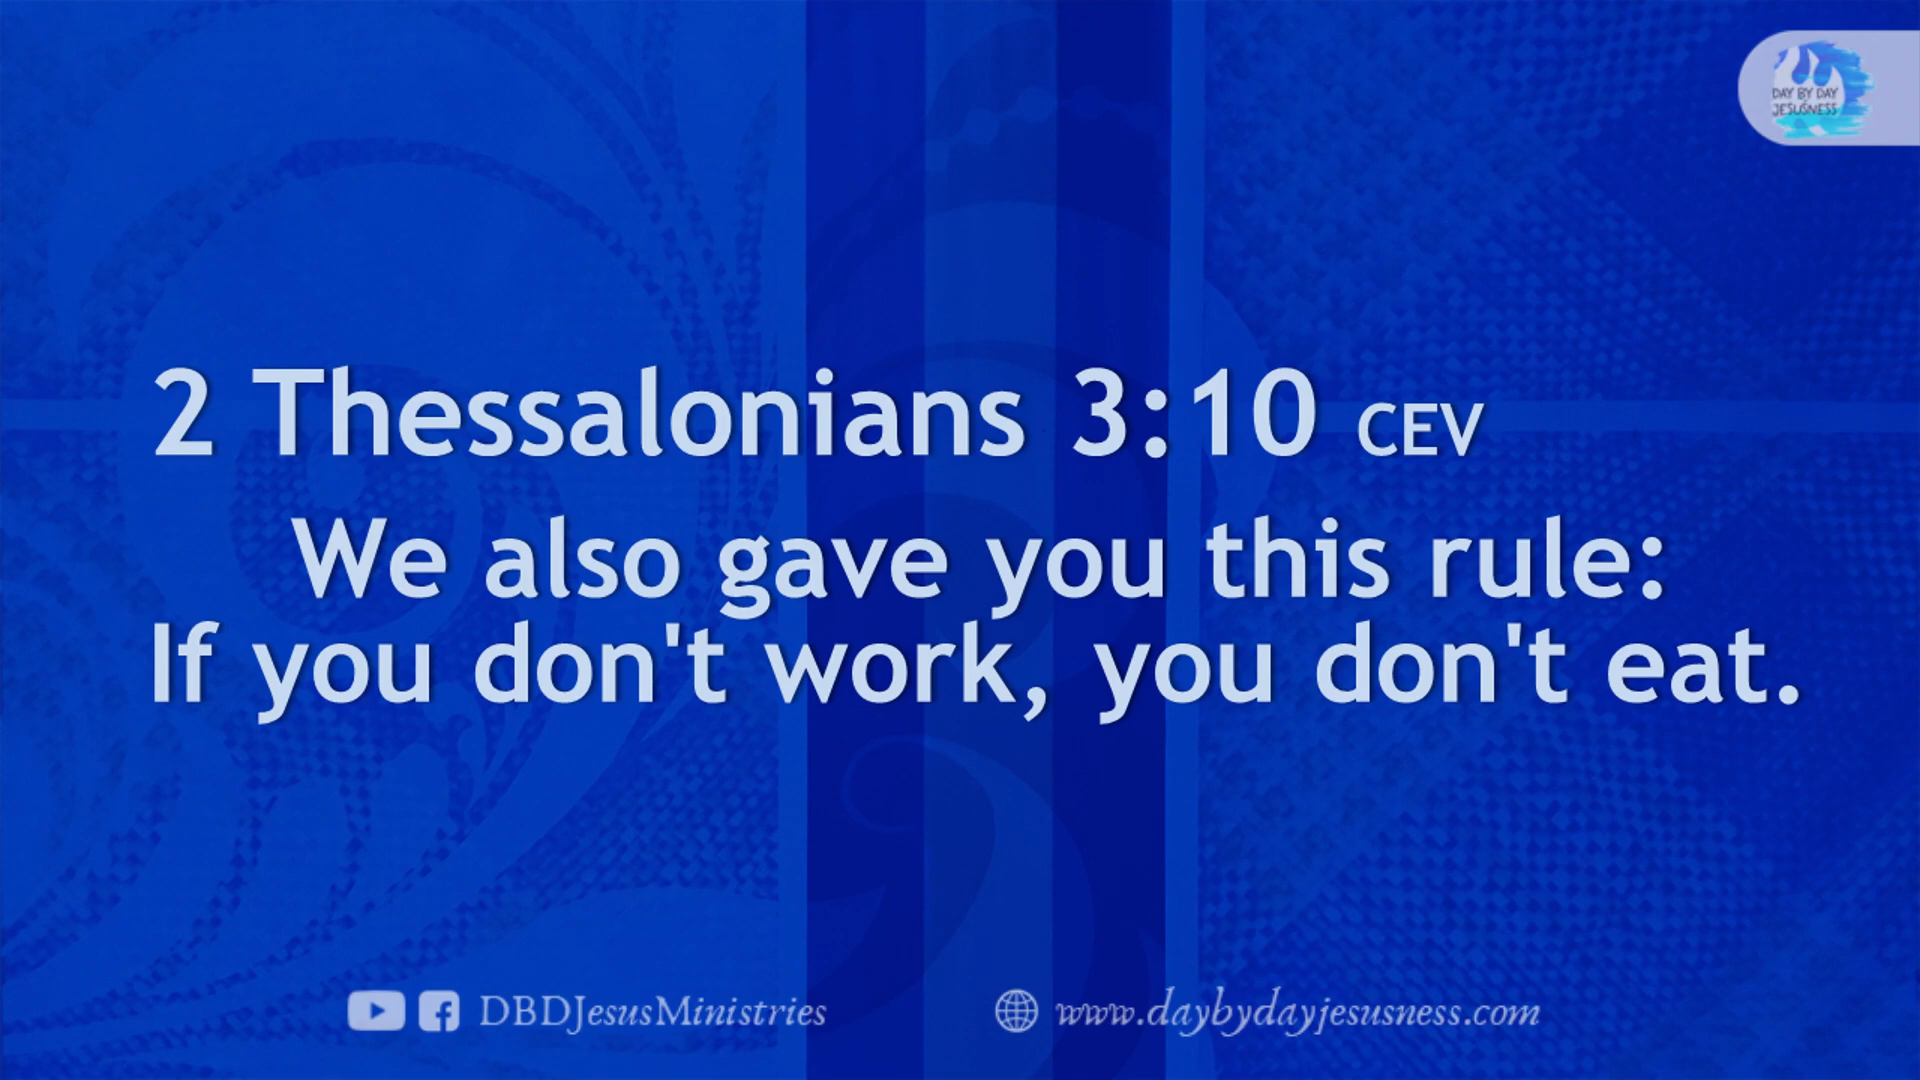 DAY BY DAY
JESUSNESS
2 Thessalonians 3:10 CEV
We also gave you this rule:
If you don't work, you don't eat.
DBDJesusMinistries
www.daybydayjesusness.com